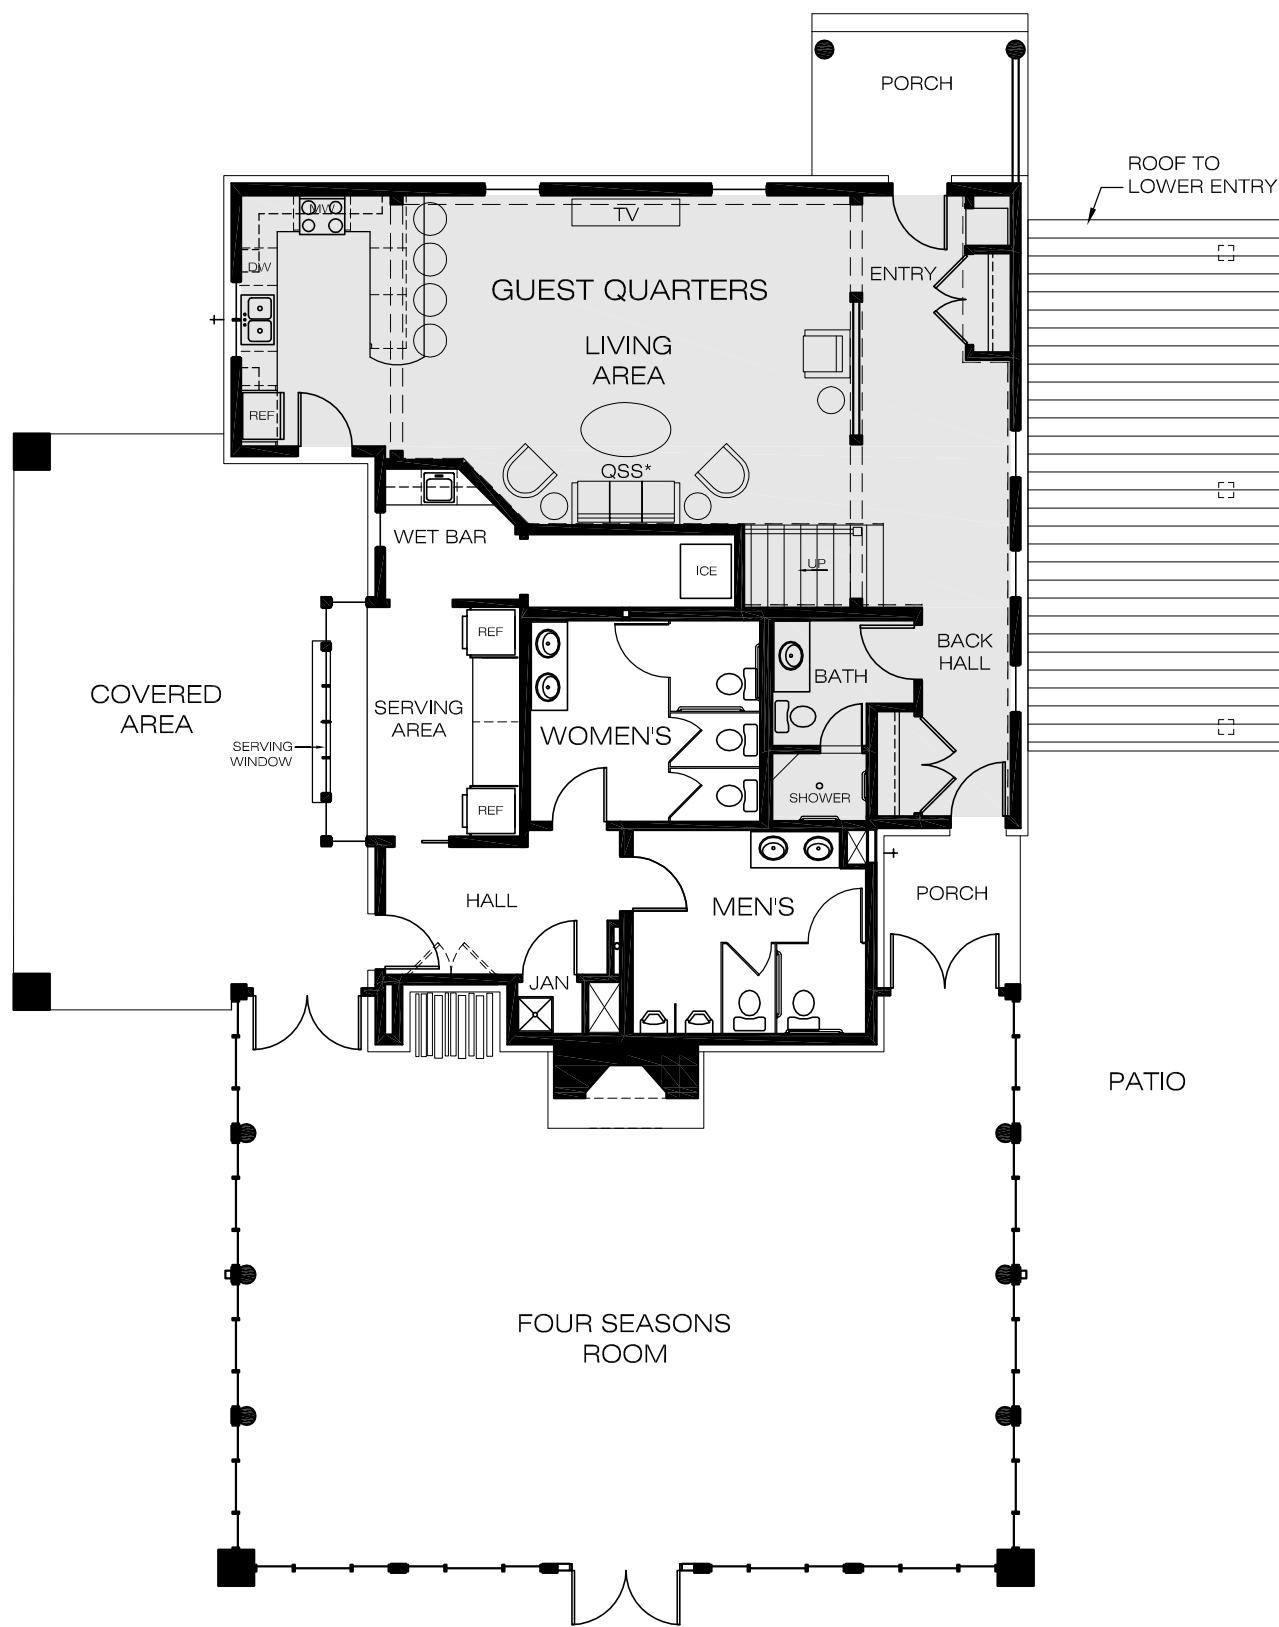 PORCH
ROOF TO
LOWER ENTRY
MW
TV
DW
ENTRY
GUEST QUARTERS
LIVING
AREA
REF
QSS*
WET BAR
ICE
UP
REF
BACK
HALL
BATH
COVERED
AREA
SERVING
AREA
WOMEN'S
SERVING
WINDOW
SHOWER
REF
HALL
MEN'S
PORCH
JAN
PATIO
FOUR SEASONS
ROOM